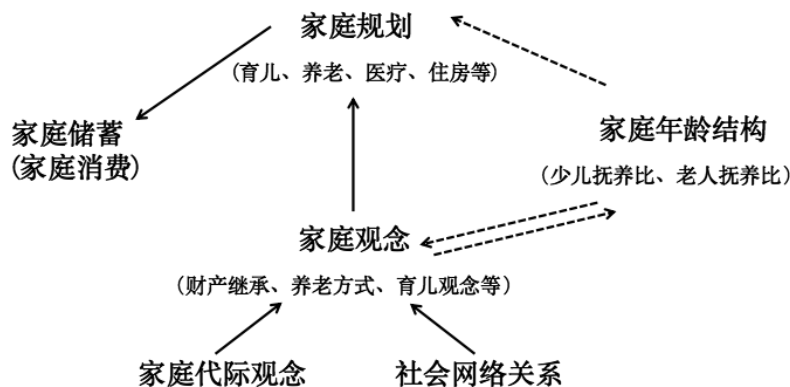 家庭规划
(育儿、养老、医疗、住房等)
家庭储蓄
(家庭消费)
家庭年龄结构
(少儿抚养比、老人抚养比)
家庭观念
(财产继承、养老方式、育儿观念等)
家庭代际观念
社会网络关系